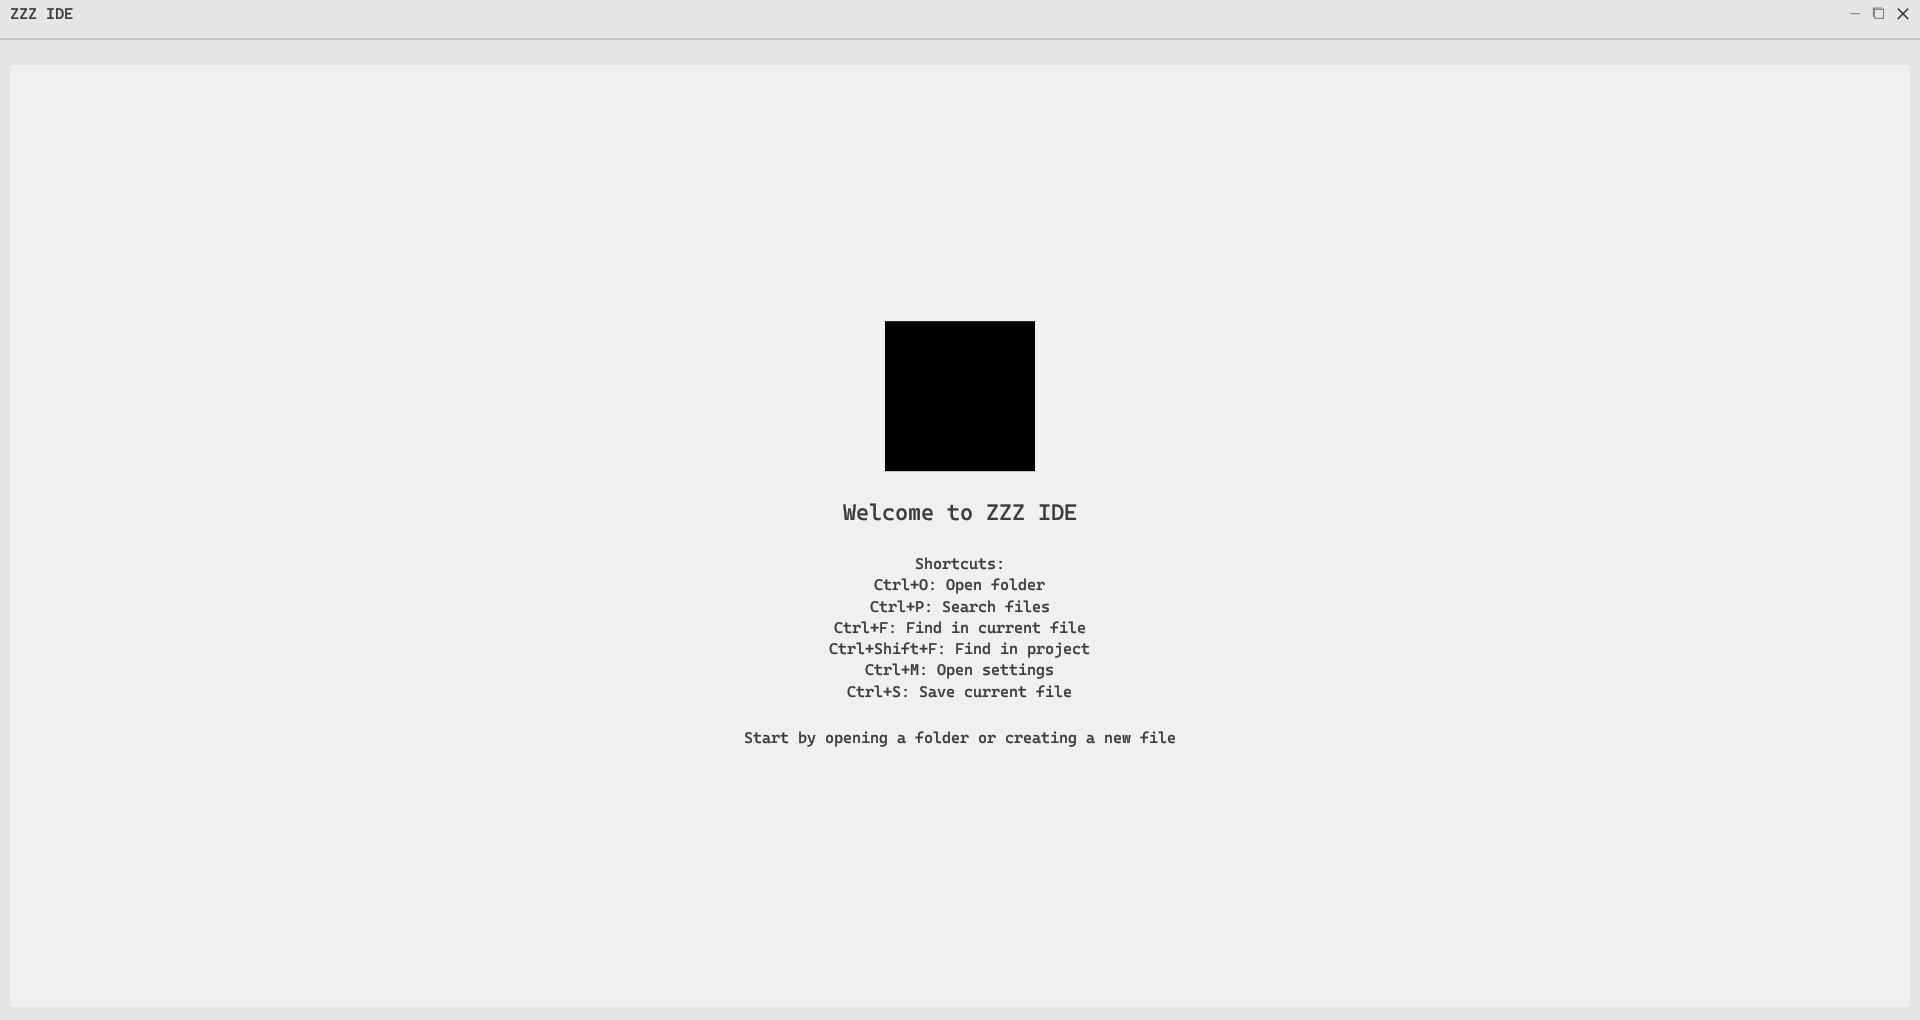 ZZZ IDE
Welcome to ZZZ IDE
Shortcuts:
Ctrl+O: Open folder
Ctrl+P: Search files
Ctrl+F: Find in current file
Ctrl+Shift+F: Find in project
Ctrl+M: Open settings
Ctrl+S: Save current file
Start by opening a folder or creating a new file